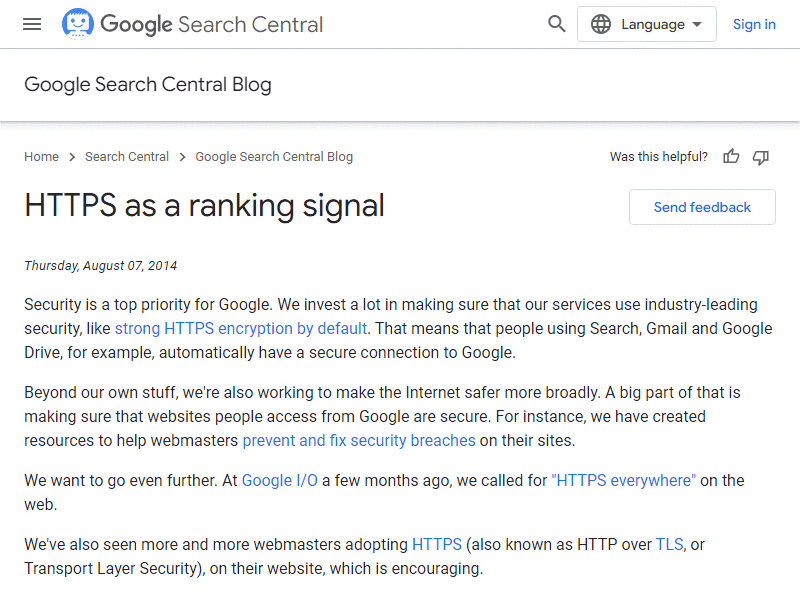 Google Search Central
Language
Sign in
Google Search Central Blog
Home > Search Central > Google Search Central Blog
Was this helpful?
HTTPS as a ranking signal
Send feedback
Thursday, August 07, 2014
Security is a top priority for Google. We invest a lot in making sure that our services use industry-leading
security, like strong HTTPS encryption by default. That means that people using Search, Gmail and Google
Drive, for example, automatically have a secure connection to Google.
Beyond our own stuff, we're also working to make the Internet safer more broadly. A big part of that is
making sure that websites people access from Google are secure. For instance, we have created
resources to help webmasters prevent and fix security breaches on their sites.
We want to go even further. At Google I/O a few months ago, we called for "HTTPS everywhere" on the
web.
We've also seen more and more webmasters adopting HTTPS (also known as HTTP over TLS, or
Transport Layer Security), on their website, which is encouraging.